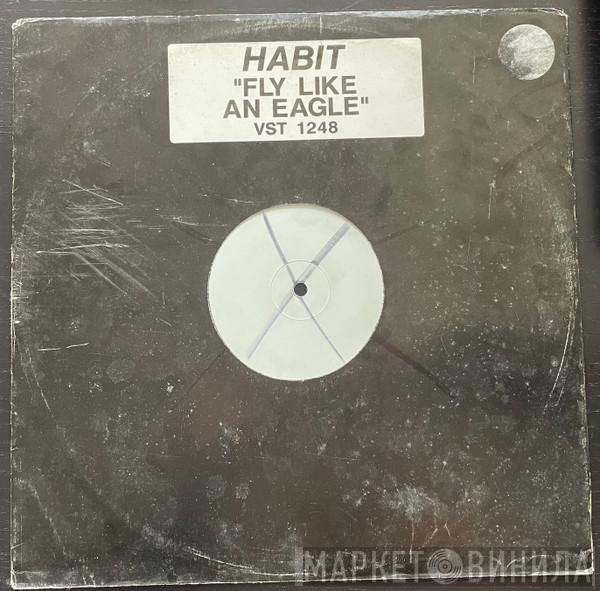 HABIT
"FLY LIKE
AN EAGLE"
VST 1248
МАРКЕТ ВИНИЛА